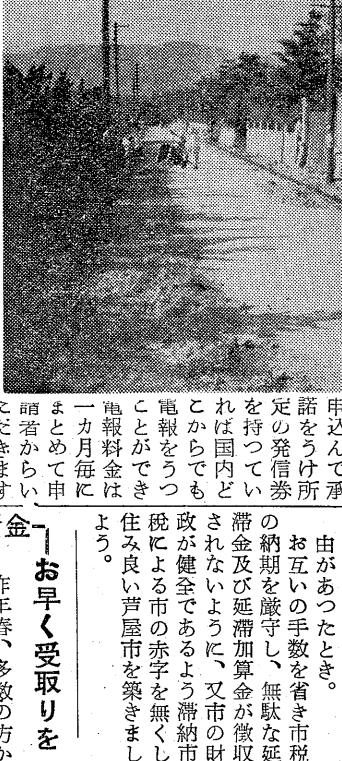 申込んで承
諾をうけ所
定の発信券
を持つてい
れば国内ど
こからでも
電報をうつ
ことができ
電報料金は
一カ月毎に
まとめて申
請者からい
ただきます
由があつたとき。
お互いの手数を省き市税
の納期を厳守し、無駄な延
滞金及び延滞加算金が徴収
されないように、又市の財
政が健全であるよう滞納市
税による市の赤字を無くし
住み良い芦屋市を築きまし
よう。
お早く受取りを
金
昨年春、多数の方か